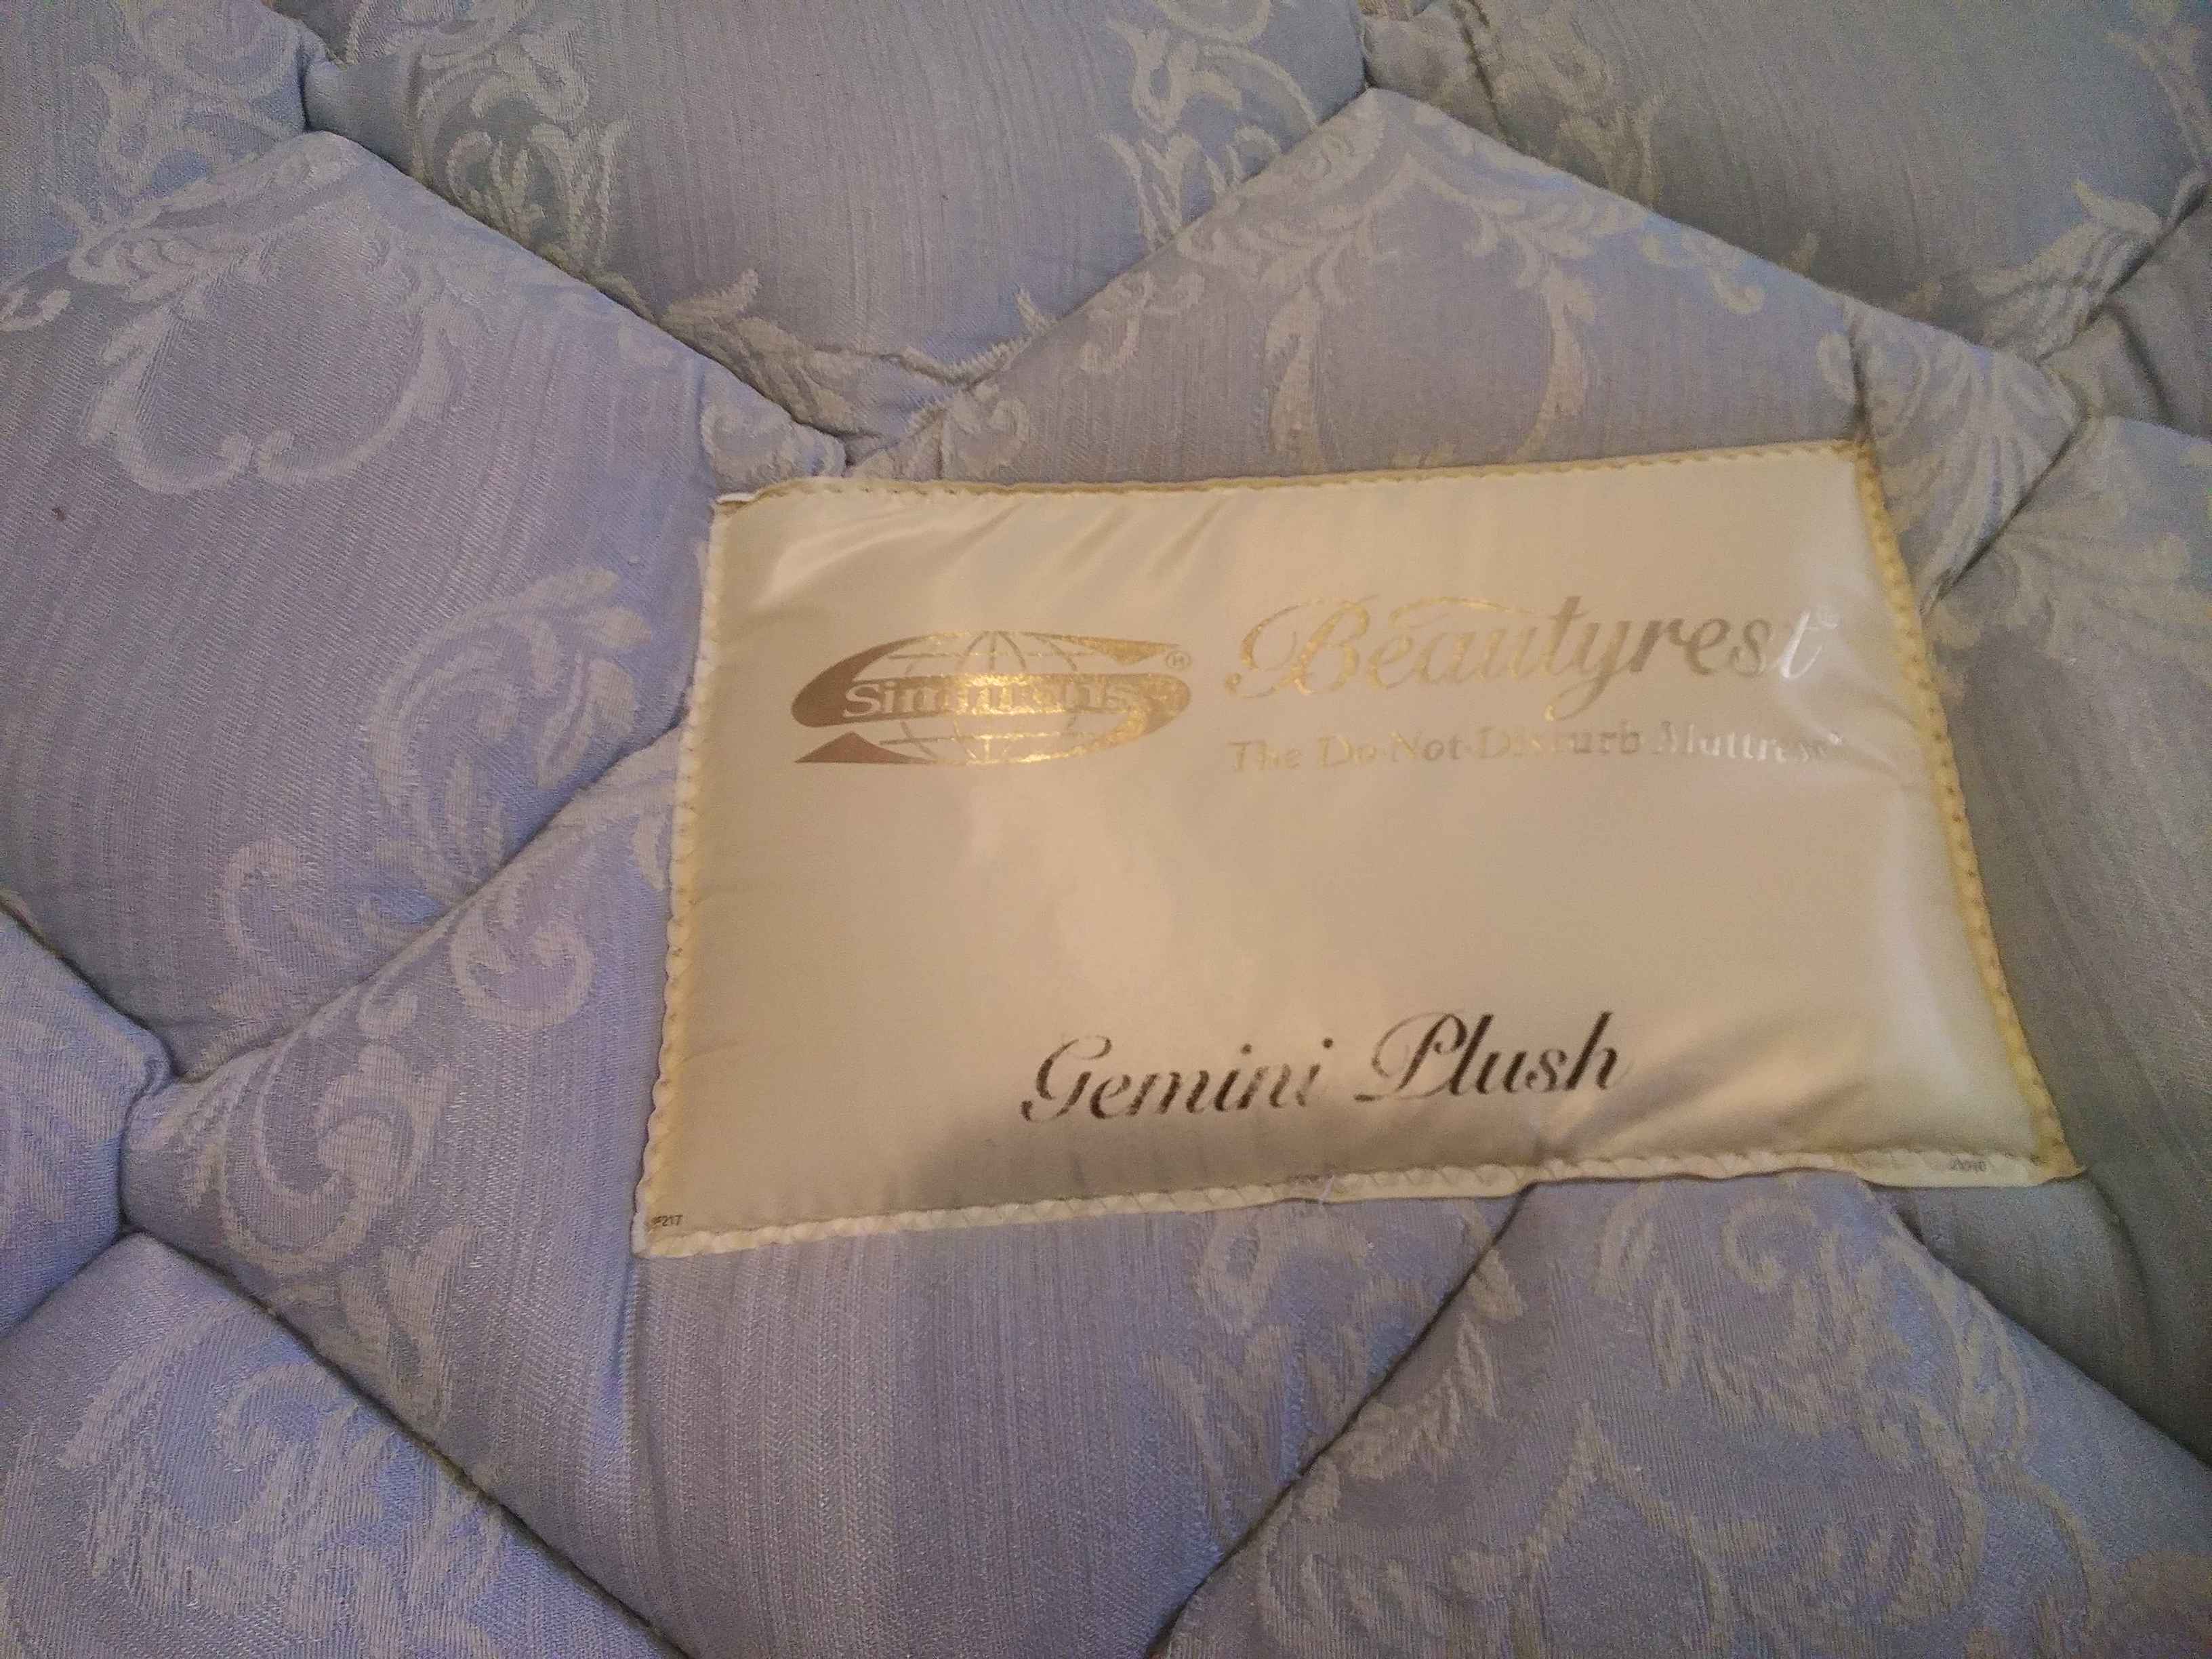 Simmons®
Beautyrest®
The Do-Not-Disturb Mattress®
Gemini Plush